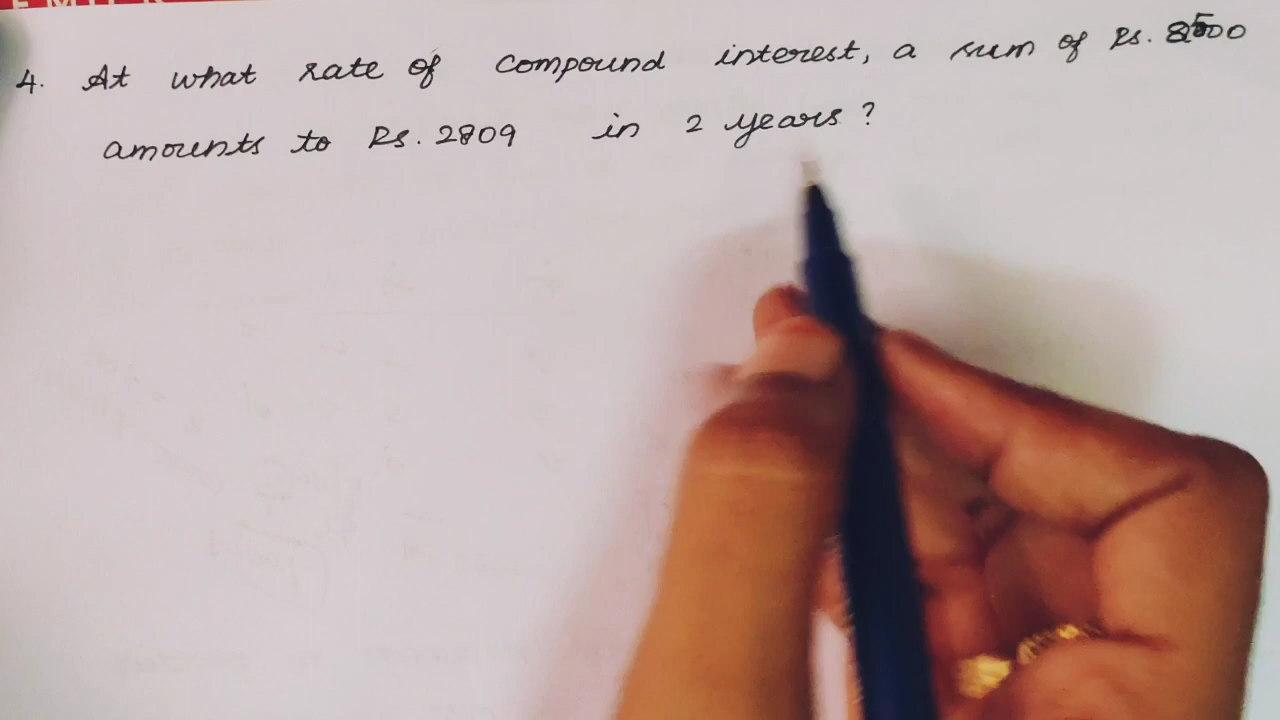 4. At what rate of compound interest, a sum of Rs. 2500
amounts to Rs. 2809 in 2 years?